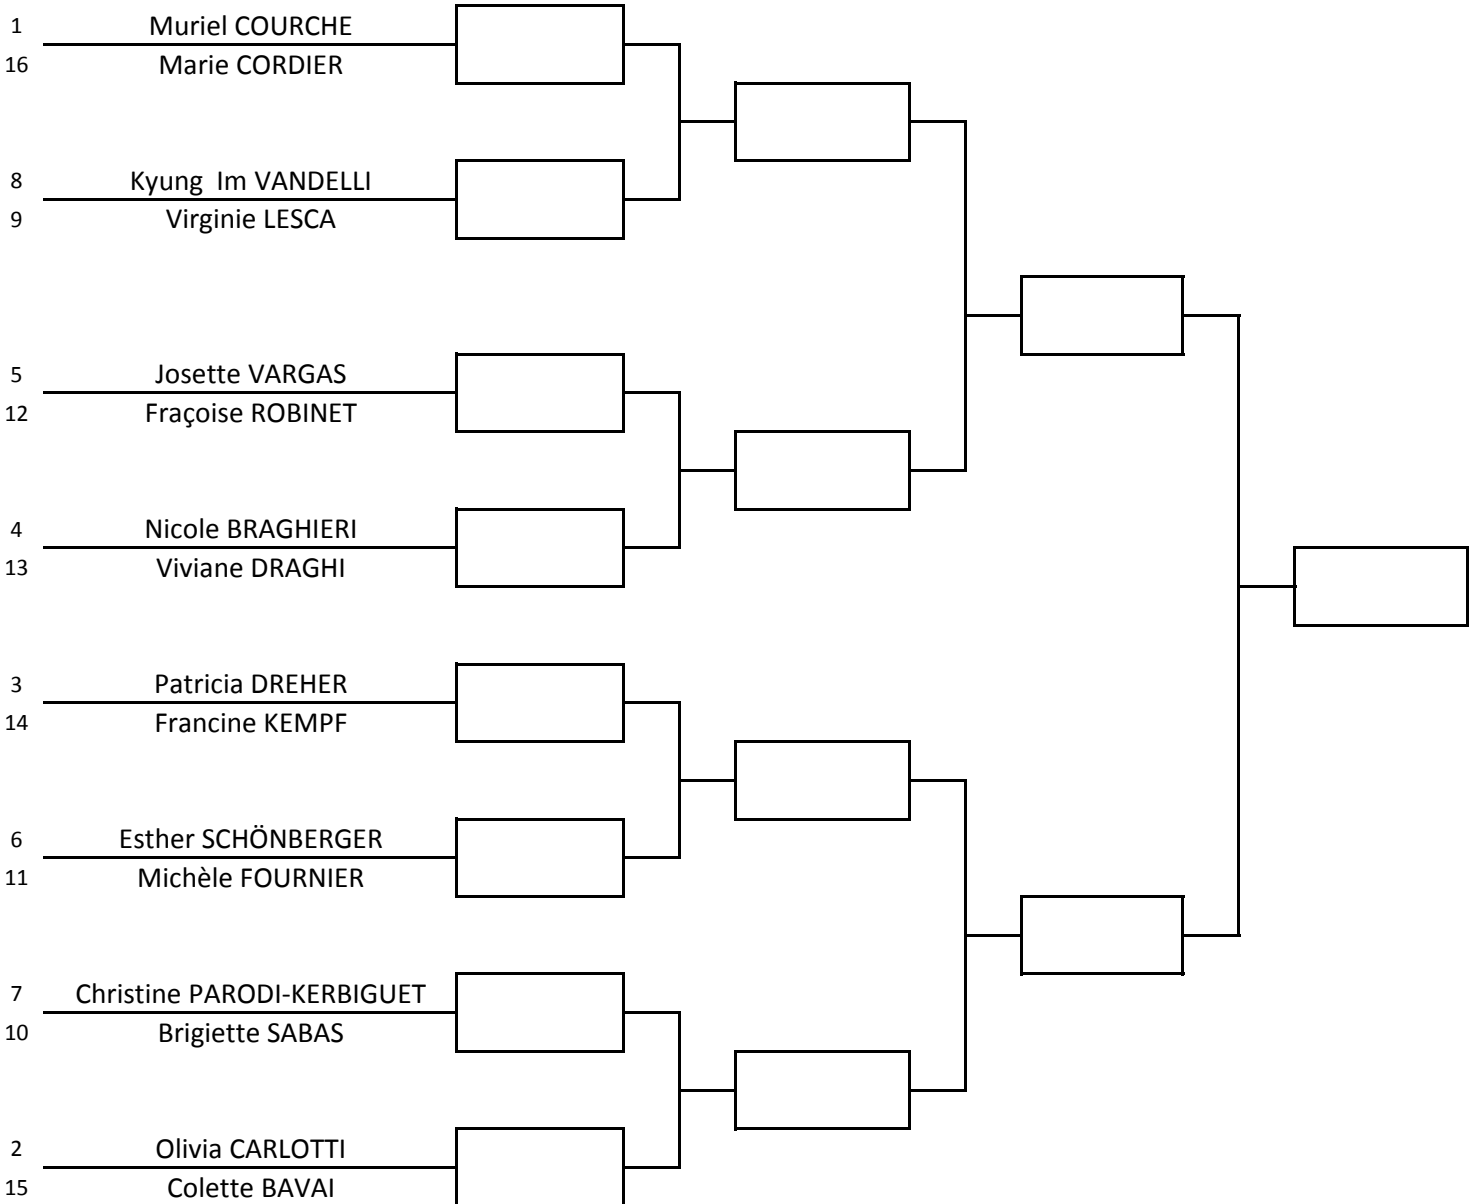 1 Muriel COURCHE
16 Marie CORDIER
8 Kyung  Im VANDELLI
9 Virginie LESCA
5 Josette VARGAS
12 Fraçoise ROBINET
4 Nicole BRAGHIERI
13 Viviane DRAGHI
3 Patricia DREHER
14 Francine KEMPF
6 Esther SCHÖNBERGER
11 Michèle FOURNIER
7 Christine PARODI-KERBIGUET
10 Brigiette SABAS
2 Olivia CARLOTTI
15 Colette BAVAI